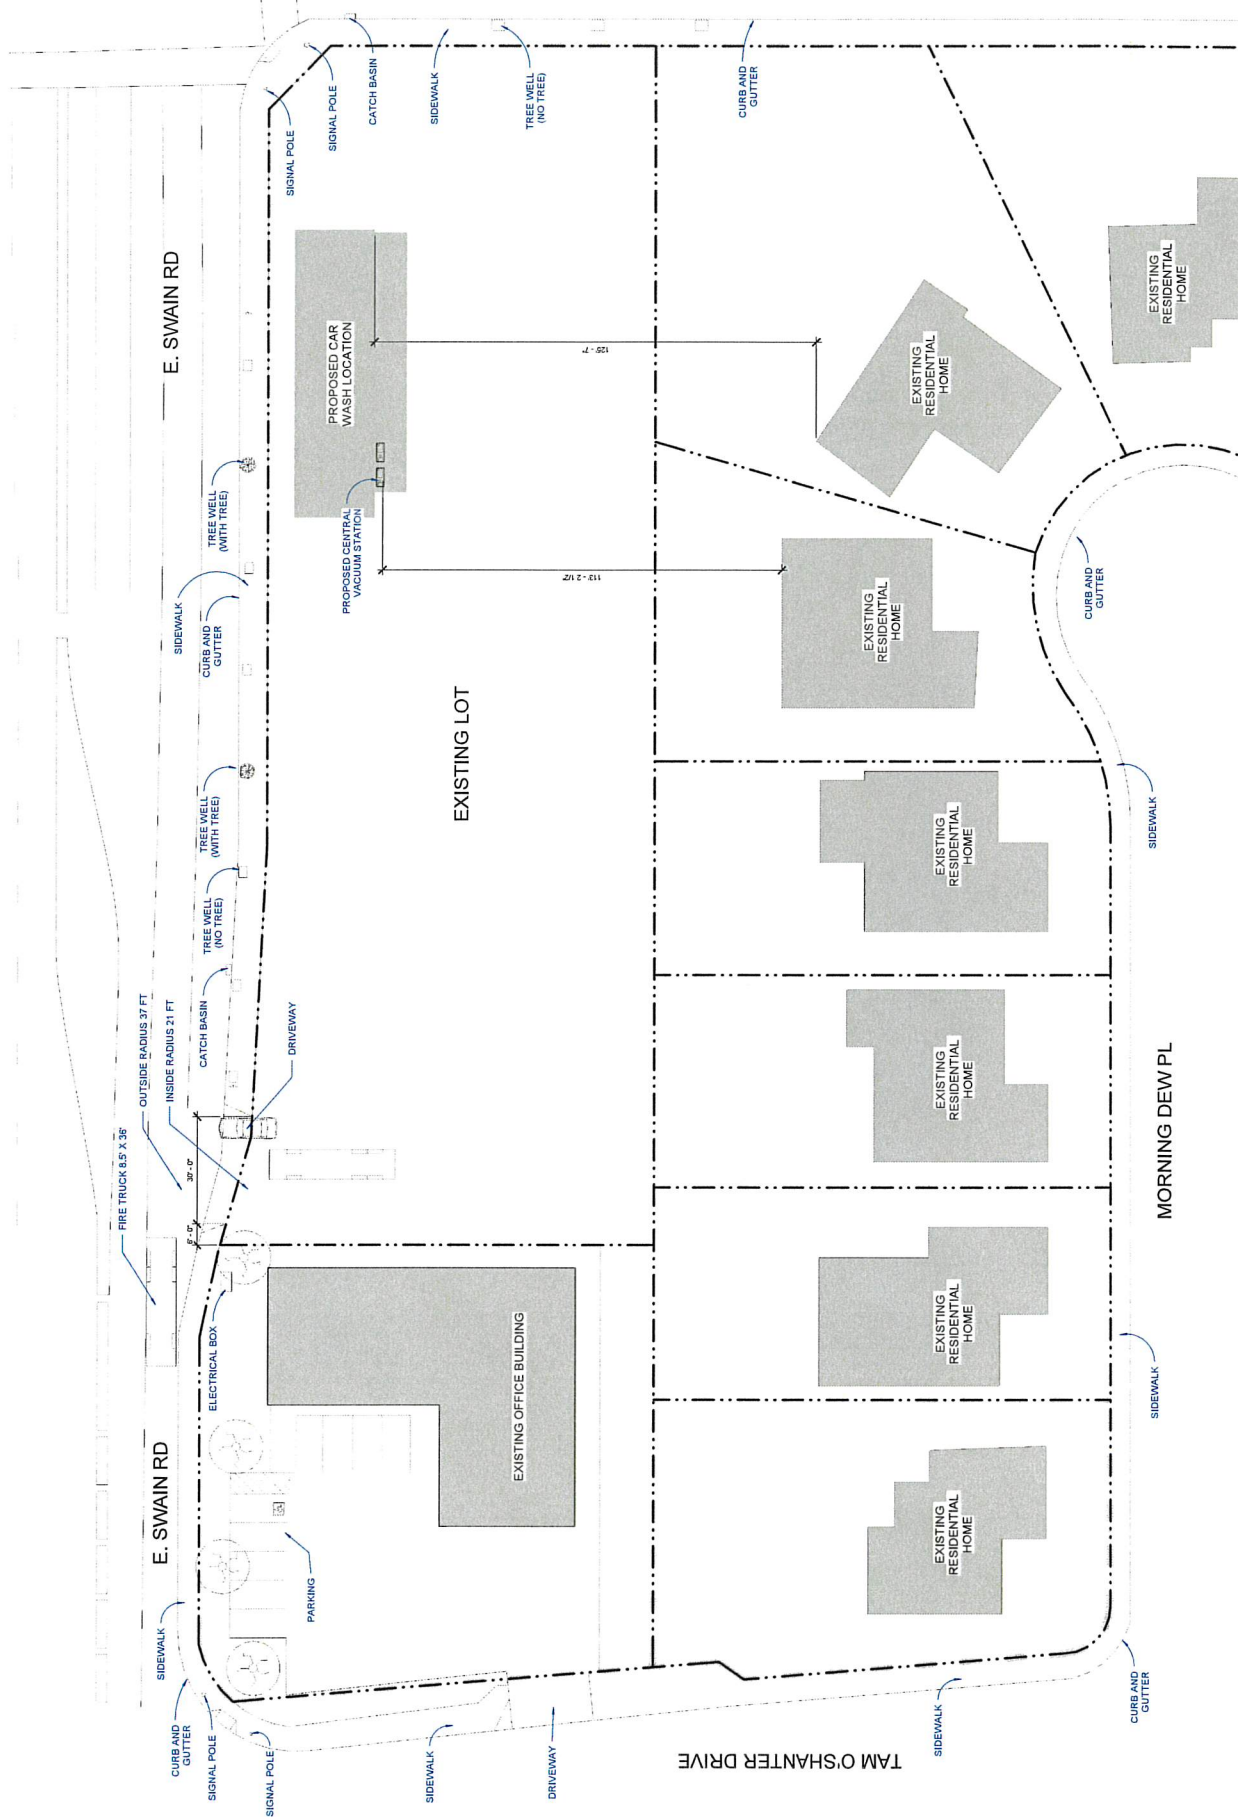 TAM O'SHANTER DRIVE
E. SWAIN RD
E. SWAIN RD
MORNING DEW PL
CURB AND
GUTTER
SIGNAL POLE
SIGNAL POLE
SIDEWALK
SIDEWALK
DRIVEWAY
PARKING
ELECTRICAL BOX
FIRE TRUCK 8.5' X 36'
OUTSIDE RADIUS 37 FT
INSIDE RADIUS 21 FT
6' - 0"
30' - 0"
CATCH BASIN
DRIVEWAY
TREE WELL
(NO TREE)
TREE WELL
(WITH TREE)
CURB AND
GUTTER
SIDEWALK
TREE WELL
(WITH TREE)
SIGNAL POLE
SIGNAL POLE
CATCH BASIN
SIDEWALK
TREE WELL
(NO TREE)
CURB AND
GUTTER
PROPOSED CAR
WASH LOCATION
PROPOSED CENTRAL
VACUUM STATION
113' - 2 1/2"
125' - 7"
EXISTING LOT
EXISTING OFFICE BUILDING
EXISTING
RESIDENTIAL
HOME
EXISTING
RESIDENTIAL
HOME
EXISTING
RESIDENTIAL
HOME
EXISTING
RESIDENTIAL
HOME
EXISTING
RESIDENTIAL
HOME
EXISTING
RESIDENTIAL
HOME
EXISTING
RESIDENTIAL
HOME
SIDEWALK
CURB AND
GUTTER
SIDEWALK
SIDEWALK
CURB AND
GUTTER